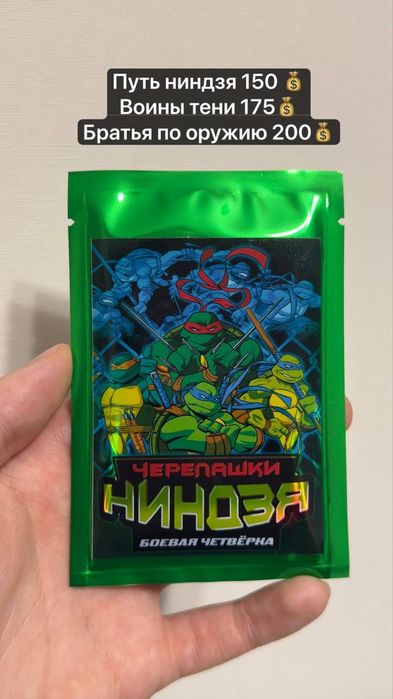 Путь ниндзя 150 💰
Воины тени 175💰
Братья по оружию 200💰
ЧЕРЕПАШКИ
НИНДЗЯ
БОЕВАЯ ЧЕТВЁРКА